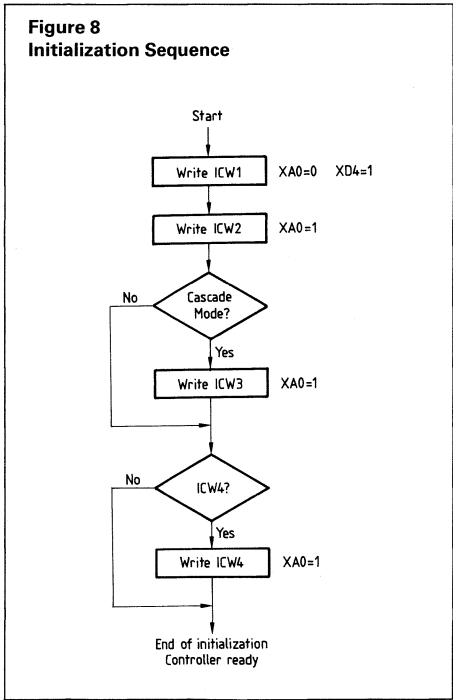 Figure 8
Initialization Sequence
Start
Write ICW1 XA0=0 XD4=1
Write ICW2 XA0=1
No
Cascade
Mode?
Yes
Write ICW3 XA0=1
No
ICW4?
Yes
Write ICW4 XA0=1
End of initialization
Controller ready